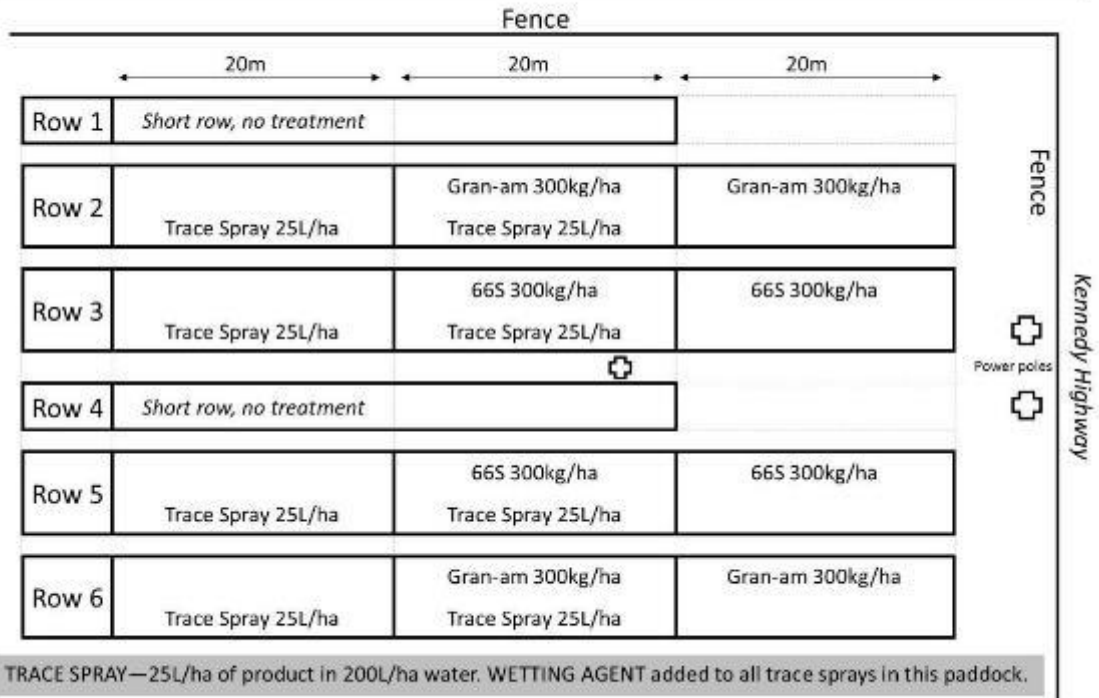 Fence
20m 20m 20m
Row 1 Short row, no treatment
Row 2 Gran-am 300kg/ha Gran-am 300kg/ha
Trace Spray 25L/ha Trace Spray 25L/ha
Row 3 66S 300kg/ha 66S 300kg/ha
Trace Spray 25L/ha Trace Spray 25L/ha
Row 4 Short row, no treatment
Row 5 66S 300kg/ha 66S 300kg/ha
Trace Spray 25L/ha Trace Spray 25L/ha
Row 6 Gran-am 300kg/ha Gran-am 300kg/ha
Trace Spray 25L/ha Trace Spray 25L/ha
Fence
Power poles
Kennedy Highway
TRACE SPRAY—25L/ha of product in 200L/ha water. WETTING AGENT added to all trace sprays in this paddock.